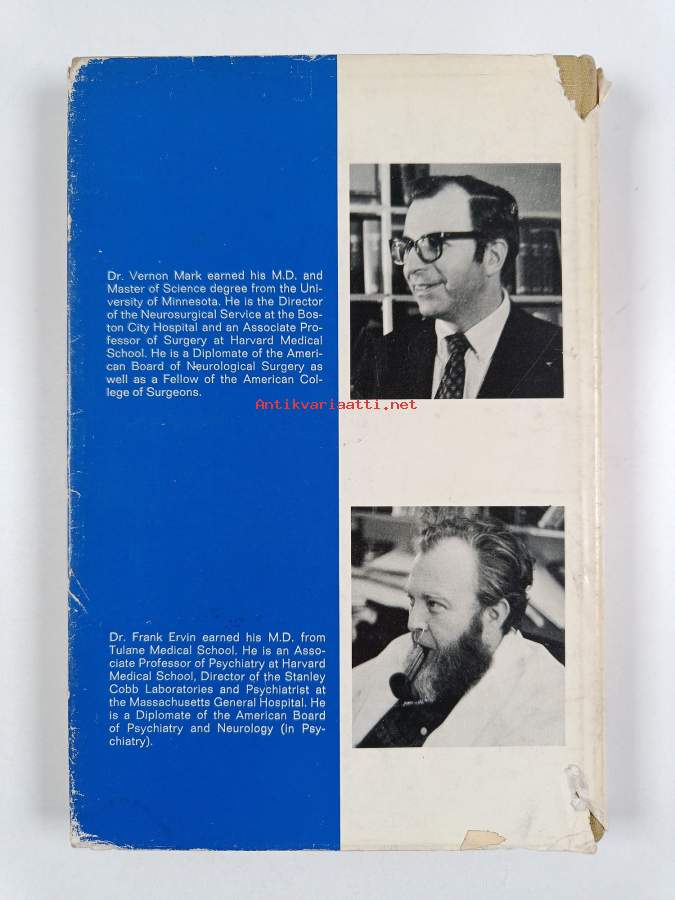 Dr. Vernon Mark earned his M.D. and
Master of Science degree from the Uni-
versity of Minnesota. He is the Director
of the Neurosurgical Service at the Bos-
ton City Hospital and an Associate Pro-
fessor of Surgery at Harvard Medical
School. He is a Diplomate of the Ameri-
can Board of Neurological Surgery as
well as a Fellow of the American Col-
lege of Surgeons.
Antikvariaatti.net
Dr. Frank Ervin earned his M.D. from
Tulane Medical School. He is an Asso-
ciate Professor of Psychiatry at Harvard
Medical School, Director of the Stanley
Cobb Laboratories and Psychiatrist at
the Massachusetts General Hospital. He
is a Diplomate of the American Board
of Psychiatry and Neurology (in Psy-
chiatry).